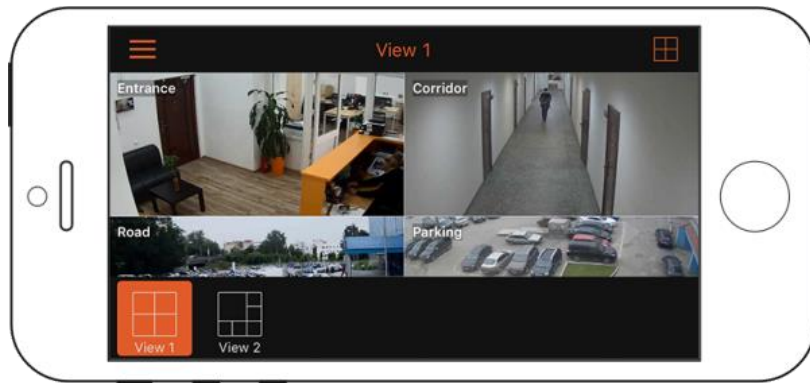 View 1
Entrance
Corridor
Road
Parking
View 1
View 2